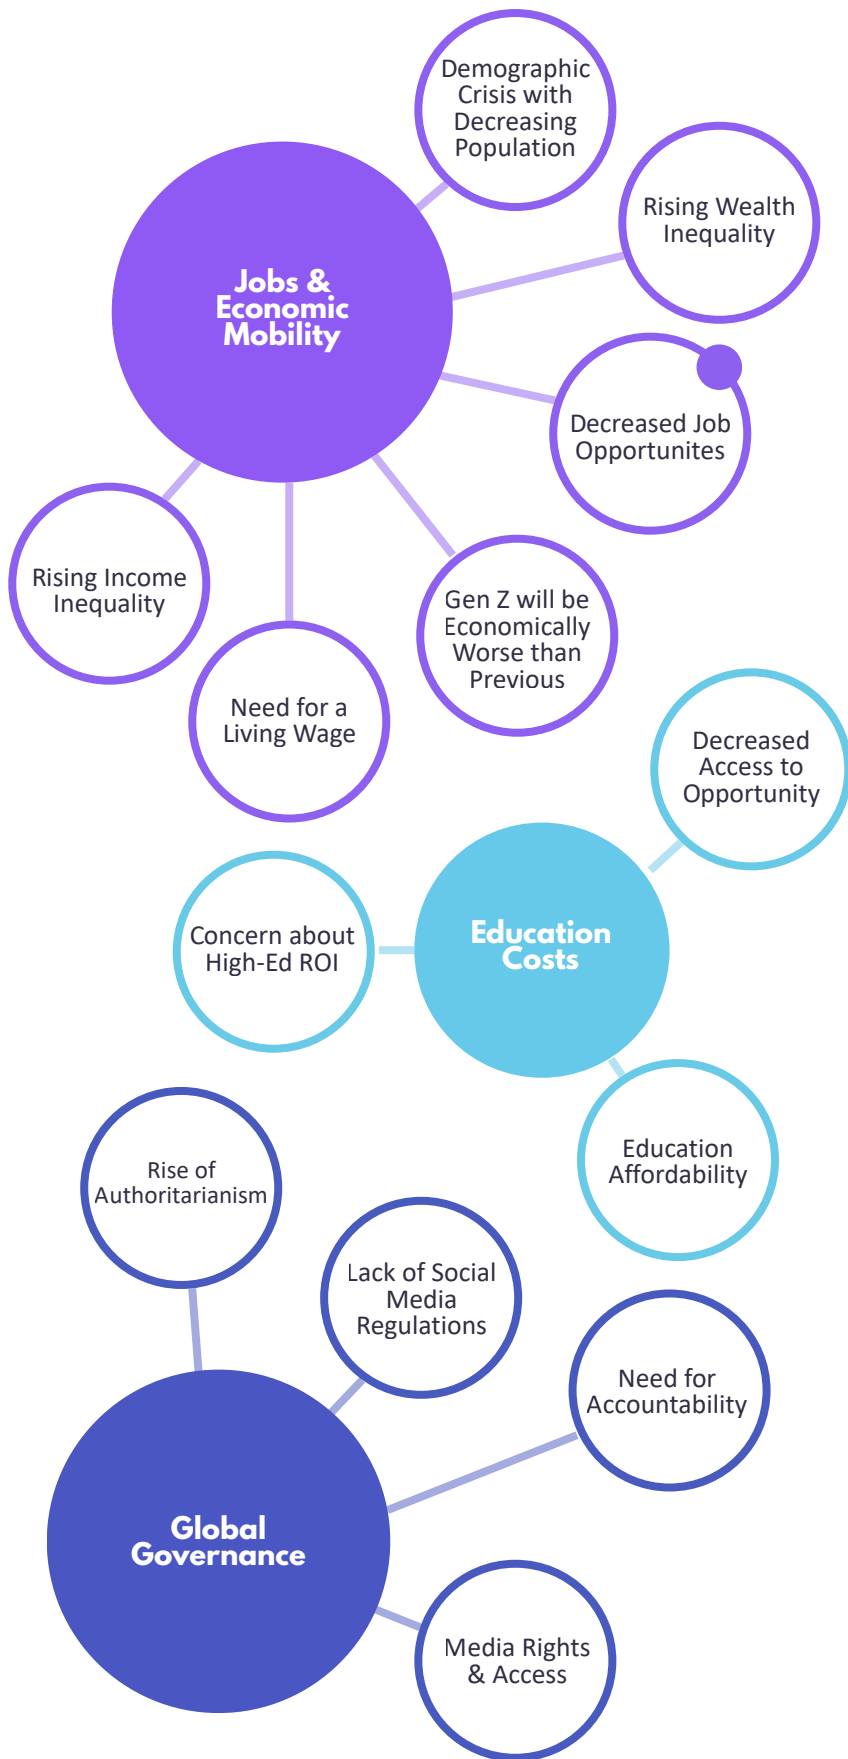 Demographic
Crisis with
Decreasing
Population
Rising Wealth
Inequality
Jobs &
Economic
Mobility
Decreased Job
Opportunites
Rising Income
Inequality
Gen Z will be
Economically
Worse than
Previous
Need for a
Living Wage
Decreased
Access to
Opportunity
Concern about
High-Ed ROI
Education
Costs
Education
Affordability
Rise of
Authoritarianism
Lack of Social
Media
Regulations
Need for
Accountability
Global
Governance
Media Rights
& Access